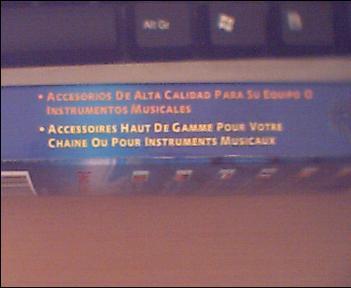 Alt Gr
• ACCESORIOS DE ALTA CALIDAD PARA SU EQUIPO O
INSTRUMENTOS MUSICALES
• ACCESSOIRES HAUT DE GAMME POUR VOTRE
CHAINE OU POUR INSTRUMENTS MUSICAUX